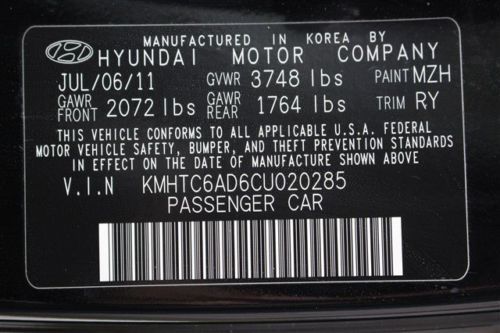 MANUFACTURED IN KOREA BY
HYUNDAI MOTOR COMPANY
JUL/06/11 GVWR 3748 lbs PAINT MZH
GAWR FRONT 2072 lbs GAWR REAR 1764 lbs TRIM RY
THIS VEHICLE CONFORMS TO ALL APPLICABLE U.S.A. FEDERAL
MOTOR VEHICLE SAFETY, BUMPER, AND THEFT PREVENTION STANDARDS
IN EFFECT ON THE DATE OF MANUFACTURE SHOWN ABOVE.
V.I.N KMHTC6AD6CU020285
PASSENGER CAR